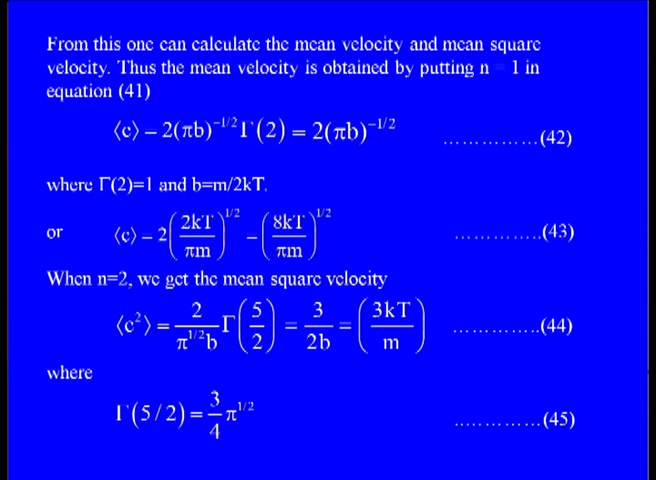 From this one can calculate the mean velocity and mean square
velocity. Thus the mean velocity is obtained by putting n = 1 in
equation (41)
⟨c⟩ = 2(πb)^{-1/2} Γ(2) = 2(πb)^{-1/2} ...............(42)
where Γ(2)=1 and b=m/2kT.
or ⟨c⟩ = 2(2kT/πm)^{1/2} = (8kT/πm)^{1/2} ..............(43)
When n=2, we get the mean square velocity
⟨c²⟩ = 2/(π^{1/2}b) Γ(5/2) = 3/2b = (3kT/m) ..............(44)
where
Γ(5/2) = 3/4 π^{1/2} ..............(45)